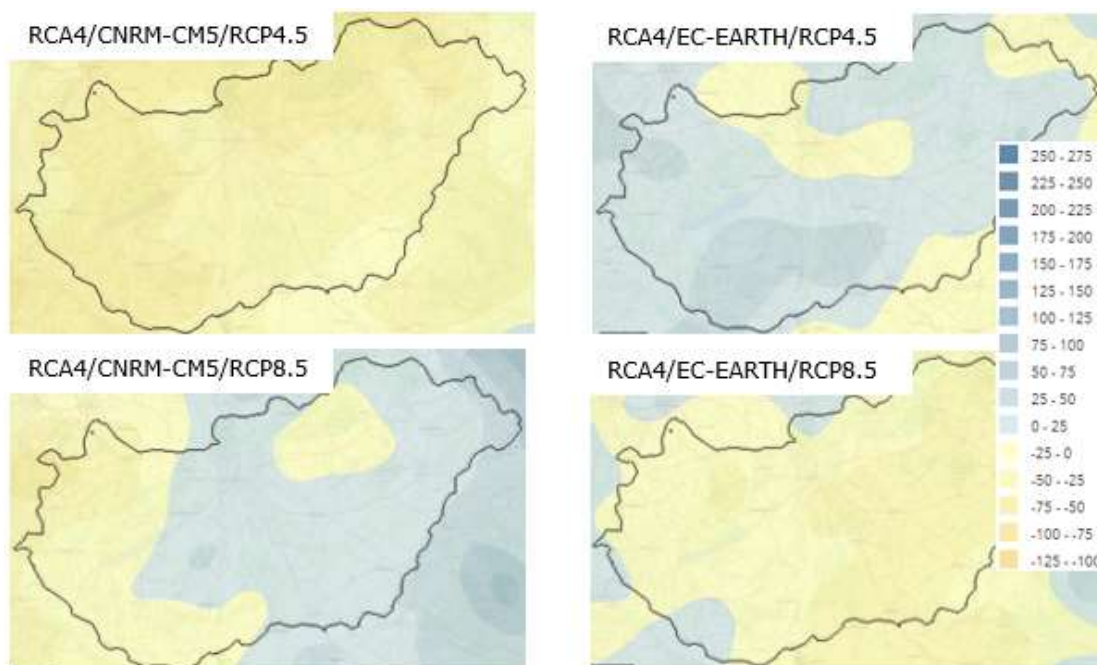 RCA4/CNRM-CM5/RCP4.5
RCA4/EC-EARTH/RCP4.5
RCA4/CNRM-CM5/RCP8.5
RCA4/EC-EARTH/RCP8.5
250 - 275
225 - 250
200 - 225
175 - 200
150 - 175
125 - 150
100 - 125
75 - 100
50 - 75
25 - 50
0 - 25
-25 - 0
-50 - -25
-75 - -50
-100 - -75
-125 - -100